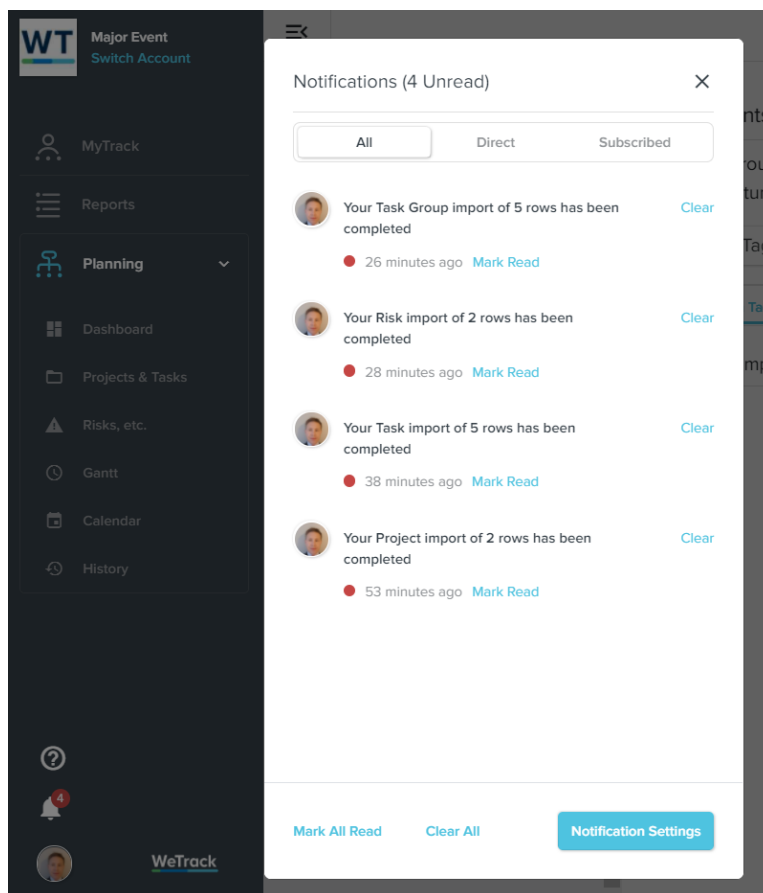 WT
Major Event
Switch Account
MyTrack
Reports
Planning
Dashboard
Projects & Tasks
Risks, etc.
Gantt
Calendar
History
4
WeTrack
Notifications (4 Unread)
All Direct Subscribed
Your Task Group import of 5 rows has been Clear
completed
26 minutes ago Mark Read
Your Risk import of 2 rows has been Clear
completed
28 minutes ago Mark Read
Your Task import of 5 rows has been Clear
completed
38 minutes ago Mark Read
Your Project import of 2 rows has been Clear
completed
53 minutes ago Mark Read
Mark All Read Clear All Notification Settings